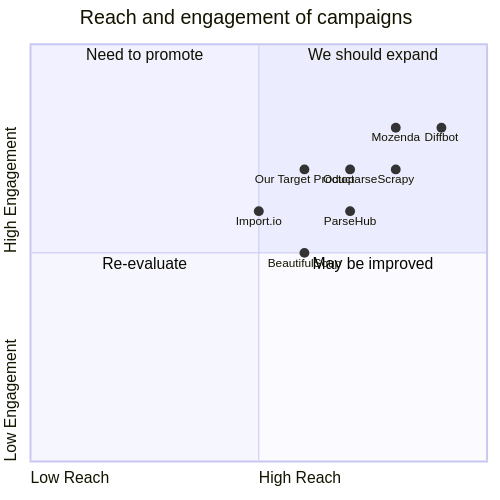 Reach and engagement of campaigns
Need to promote
We should expand
Mozenda
Diffbot
Our Target Product
Octoparse
Scrapy
Import.io
ParseHub
BeautifulSoup
Re-evaluate
May be improved
High Engagement
Low Engagement
Low Reach
High Reach